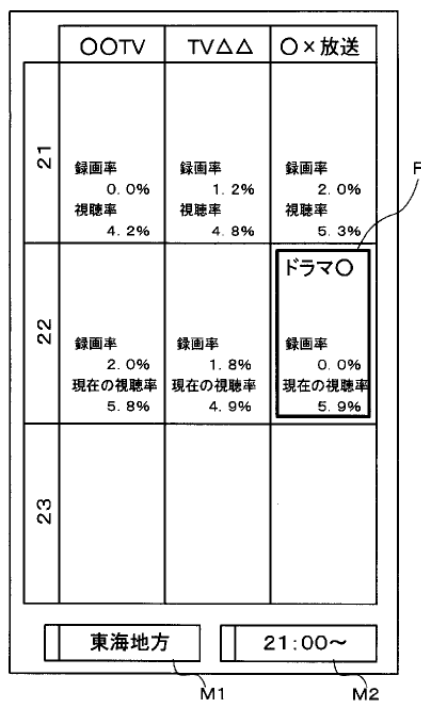 〇〇TV TV△△ 〇×放送
21
録画率 録画率 録画率
0.0% 1.2% 2.0%
視聴率 視聴率 視聴率
4.2% 4.8% 5.3%
F
ドラマ〇
22
録画率 録画率 録画率
2.0% 1.8% 0.0%
現在の視聴率 現在の視聴率 現在の視聴率
5.8% 4.9% 5.9%
23
東海地方 21:00～
M1 M2